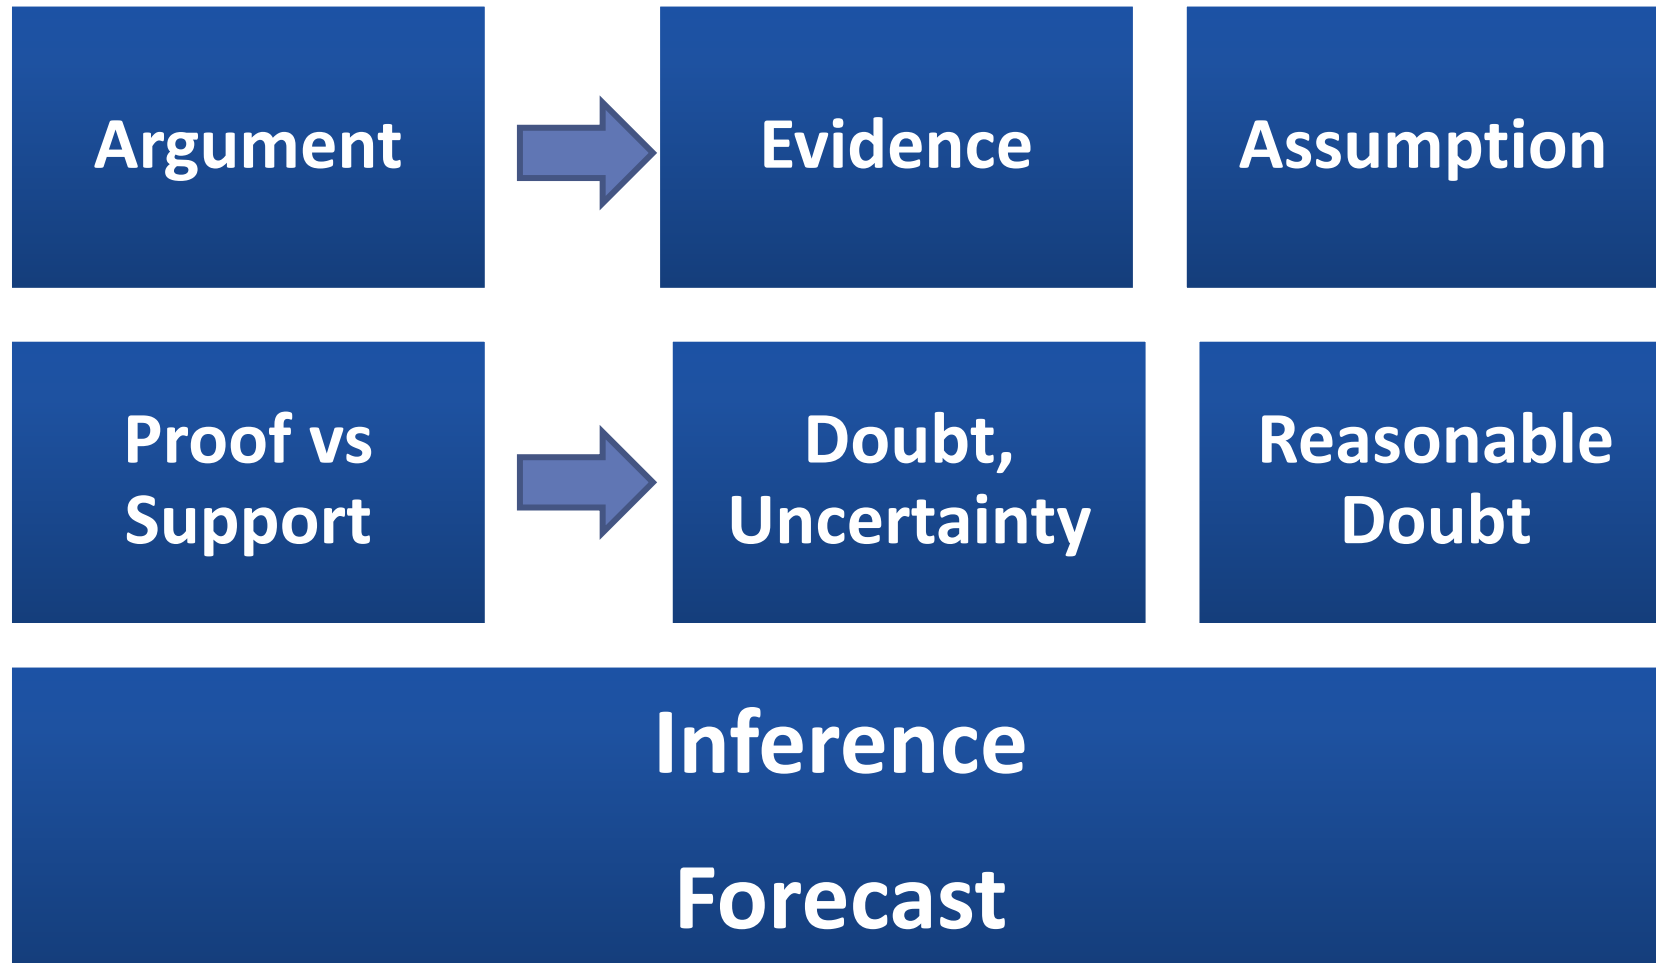 Argument
Evidence
Assumption
Proof vs
Support
Doubt,
Uncertainty
Reasonable
Doubt
Inference
Forecast